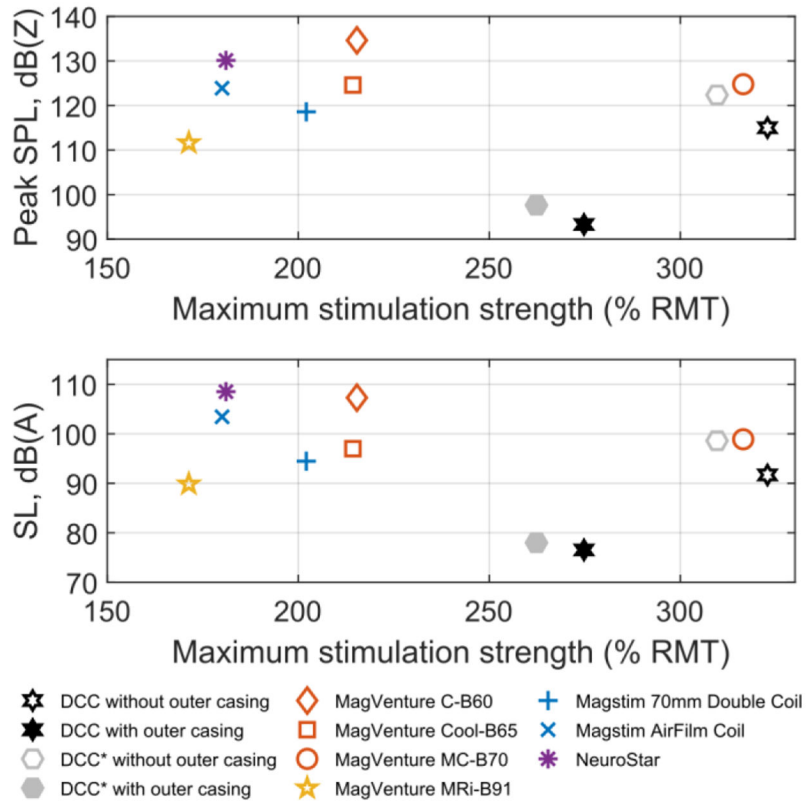 140
130
120
110
100
90
Peak SPL, dB(Z)
150 200 250 300
Maximum stimulation strength (% RMT)
110
100
90
80
70
SL, dB(A)
150 200 250 300
Maximum stimulation strength (% RMT)
DCC without outer casing
DCC with outer casing
DCC* without outer casing
DCC* with outer casing
MagVenture C-B60
MagVenture Cool-B65
MagVenture MC-B70
MagVenture MRi-B91
Magstim 70mm Double Coil
Magstim AirFilm Coil
NeuroStar